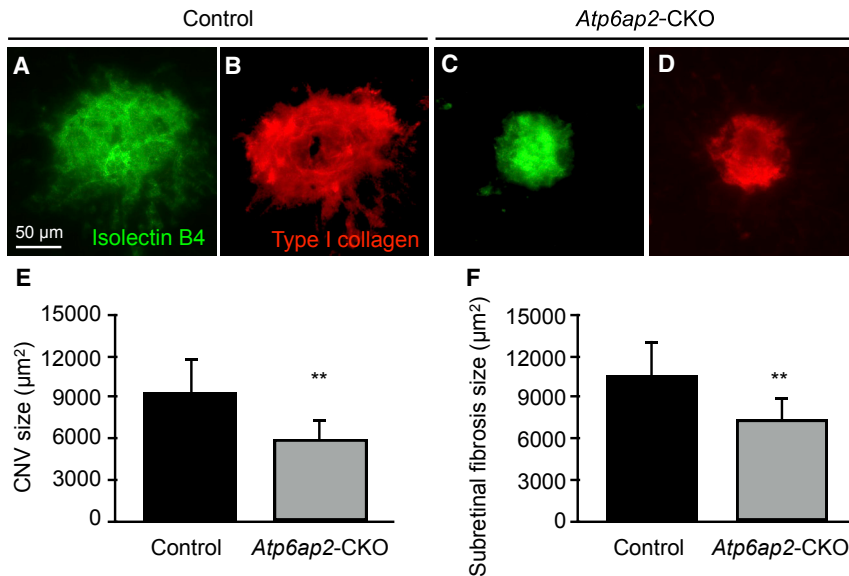 Control Atp6ap2-CKO
A B C D
50 µm Isolectin B4 Type I collagen
E
CNV size (µm²)
15000
12000
9000
6000
3000
0
**
Control Atp6ap2-CKO
F
Subretinal fibrosis size (µm²)
15000
12000
9000
6000
3000
0
**
Control Atp6ap2-CKO